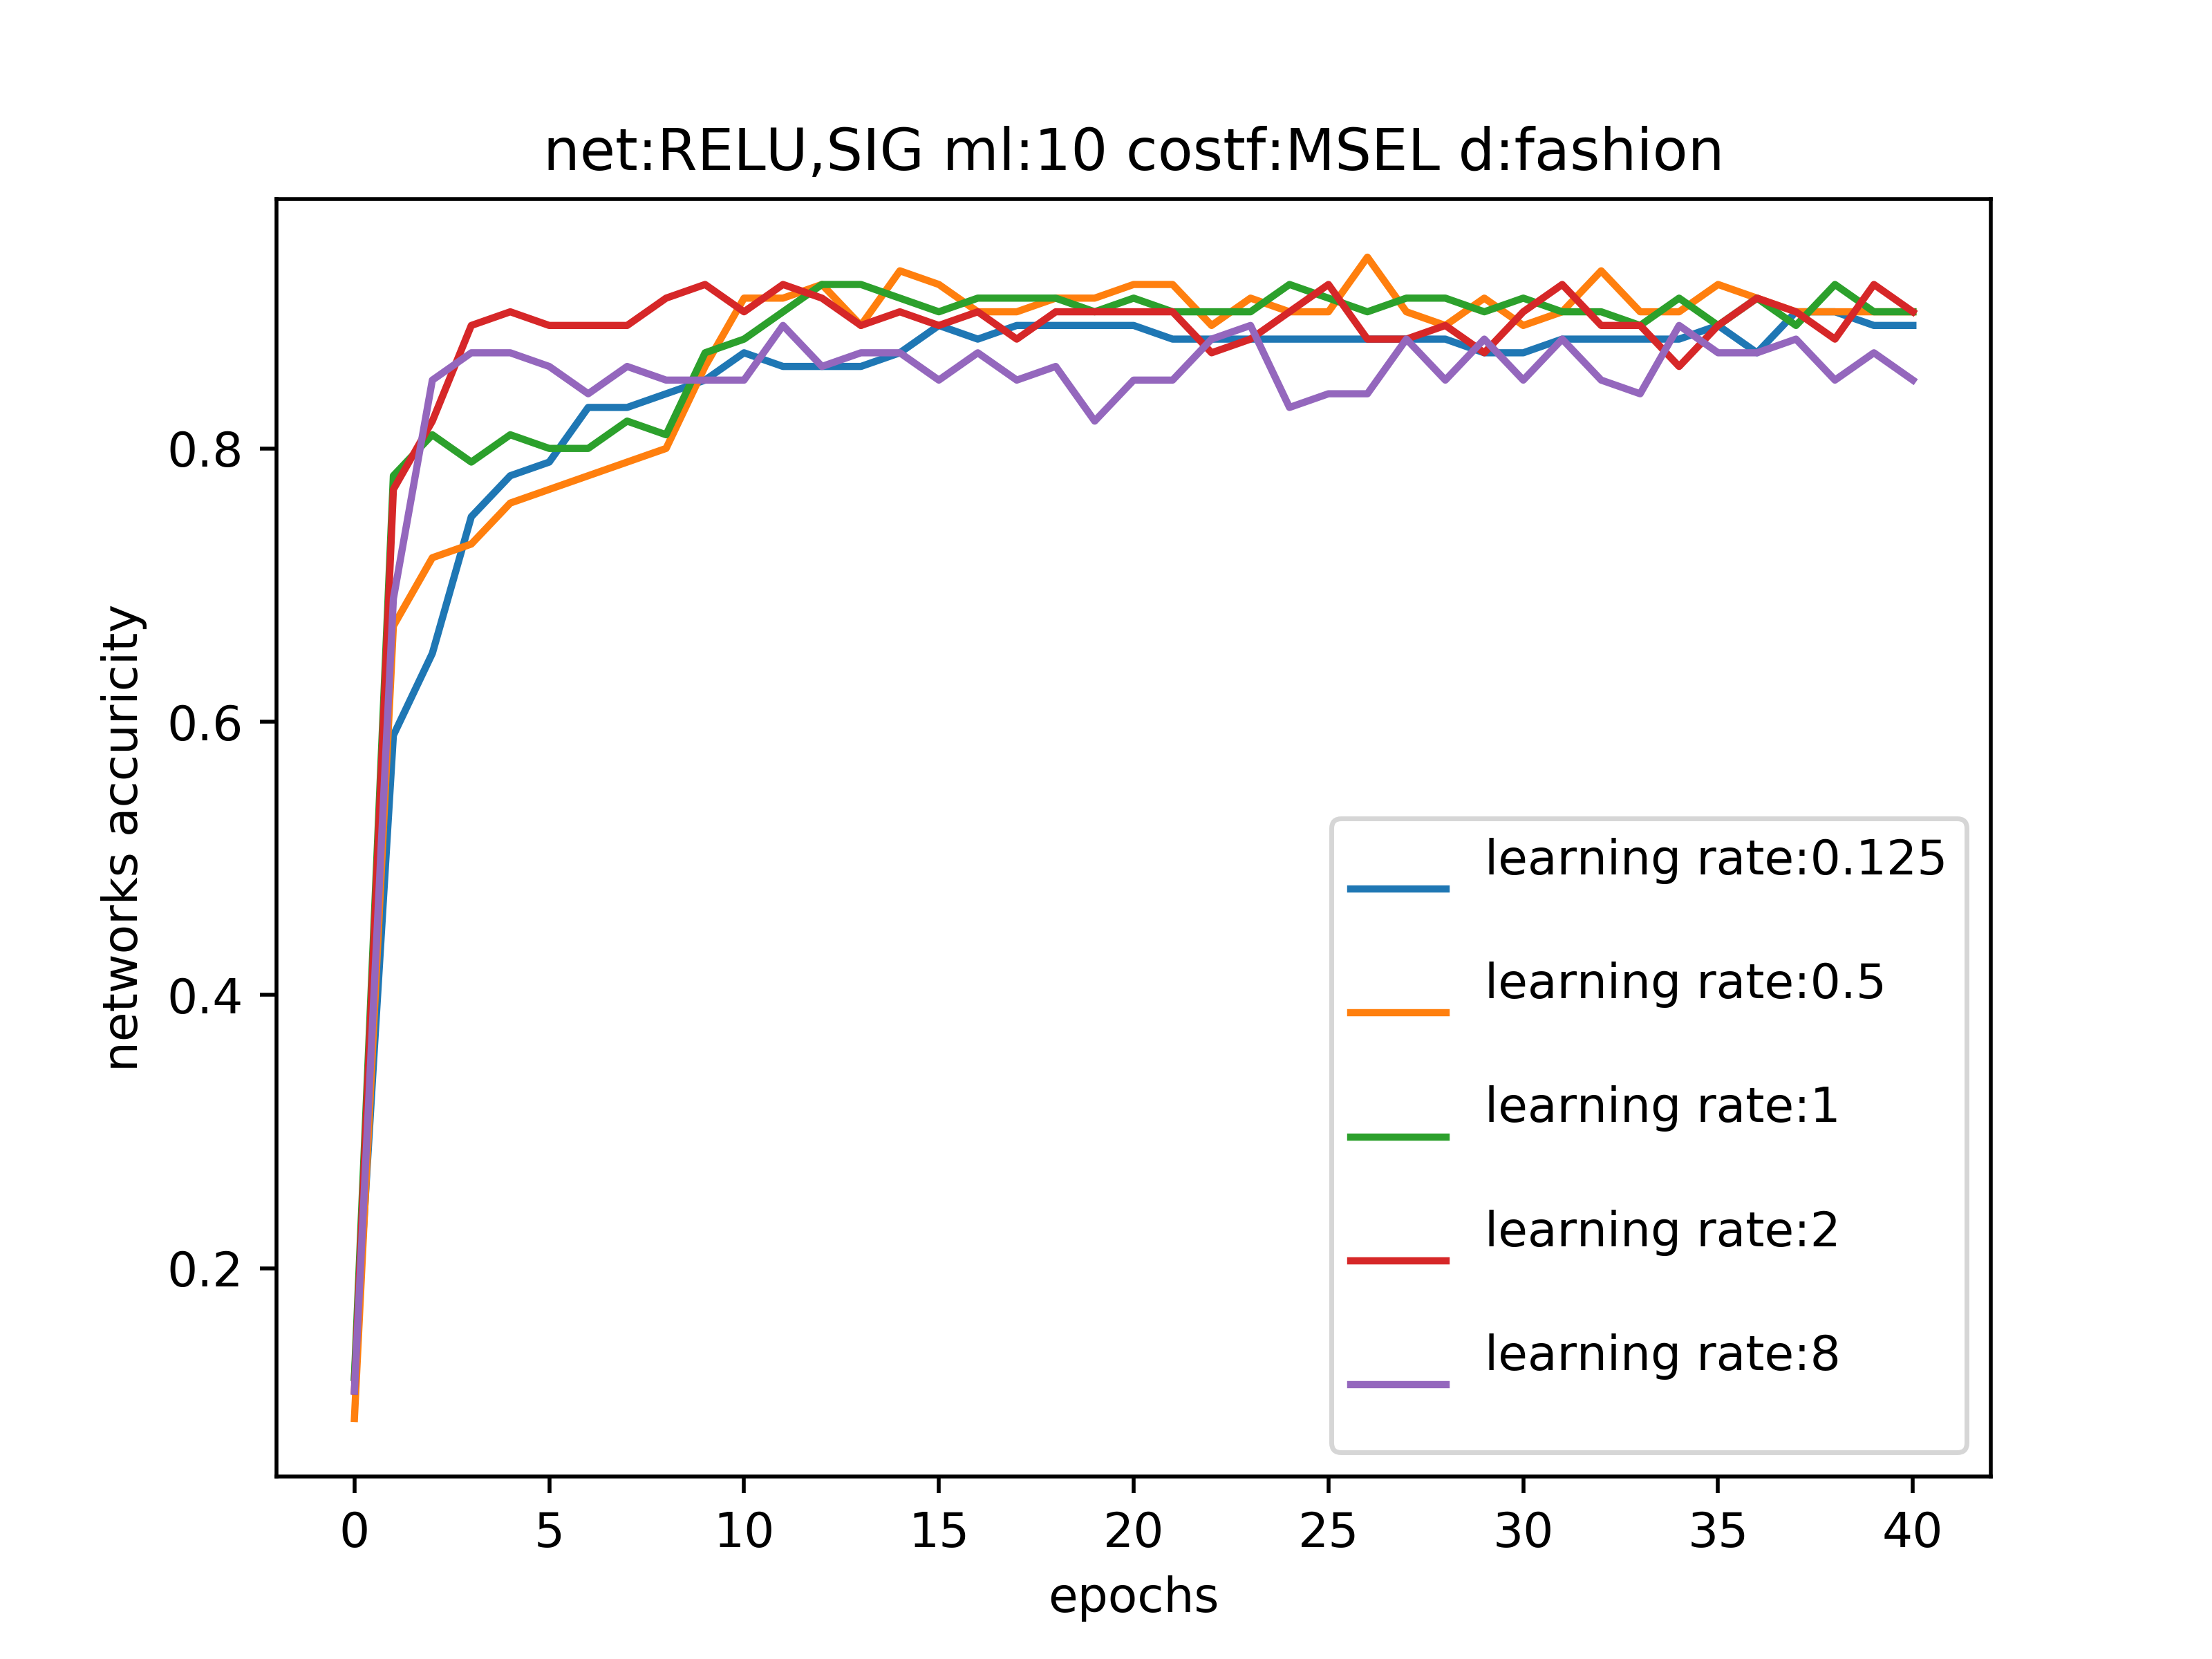 net:RELU,SIG ml:10 costf:MSEL d:fashion
networks accuricity
0.8
0.6
0.4
0.2
learning rate:0.125
learning rate:0.5
learning rate:1
learning rate:2
learning rate:8
0 5 10 15 20 25 30 35 40
epochs